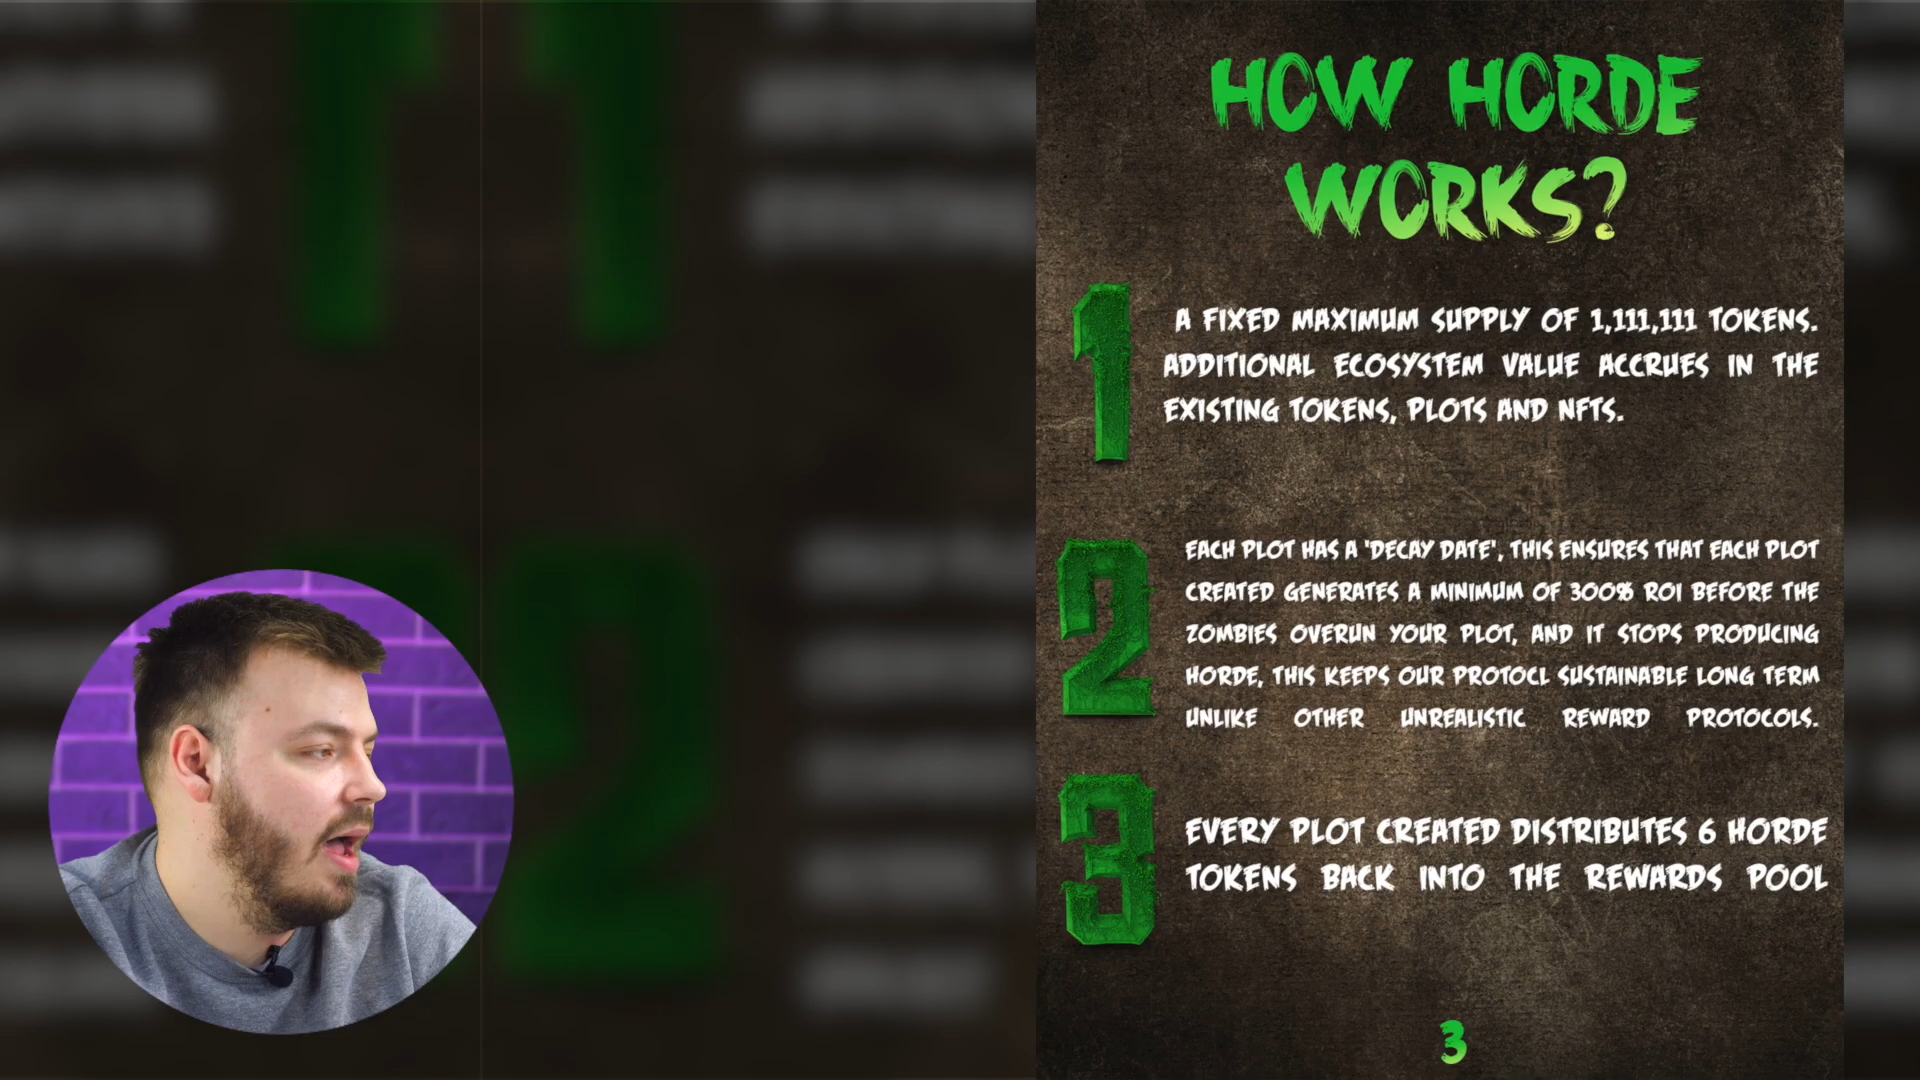 HOW HORDE
WORKS?
1
A FIXED MAXIMUM SUPPLY OF 1,111,111 TOKENS.
ADDITIONAL ECOSYSTEM VALUE ACCRUES IN THE
EXISTING TOKENS, PLOTS AND NFTS.
2
EACH PLOT HAS A 'DECAY DATE', THIS ENSURES THAT EACH PLOT
CREATED GENERATES A MINIMUM OF 300% ROI BEFORE THE
ZOMBIES OVERUN YOUR PLOT, AND IT STOPS PRODUCING
HORDE, THIS KEEPS OUR PROTOCL SUSTAINABLE LONG TERM
UNLIKE OTHER UNREALISTIC REWARD PROTOCOLS.
3
EVERY PLOT CREATED DISTRIBUTES 6 HORDE
TOKENS BACK INTO THE REWARDS POOL
3